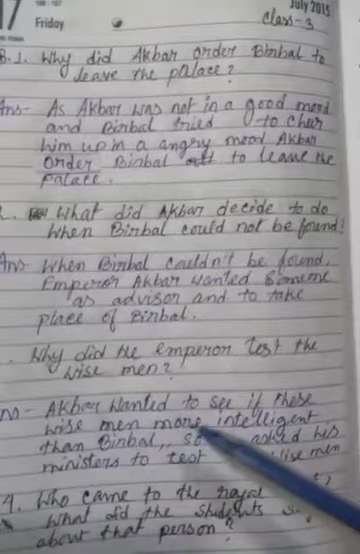 17
Friday
July 2015
Class-3
B.1. Why did Akbar order Birbal to
leave the palace?
Ans- As Akbar was not in a good mood
and Birbal tried to cheer
him up in a angry mood Akbar
order Birbal to leave the
palace.
What did Akbar decide to do
when Birbal could not be found?
Ans- When Birbal couldn't be found.
Emperor Akbar wanted someone
as advisor and to take
place of Birbal.
Why did the emperor test the
wise men?
Ans- Akbar wanted to see if these
wise men more intelligent
than Birbal, so asked his
ministers to test wise men
4. Who came to the royal
What did the students
about that person?